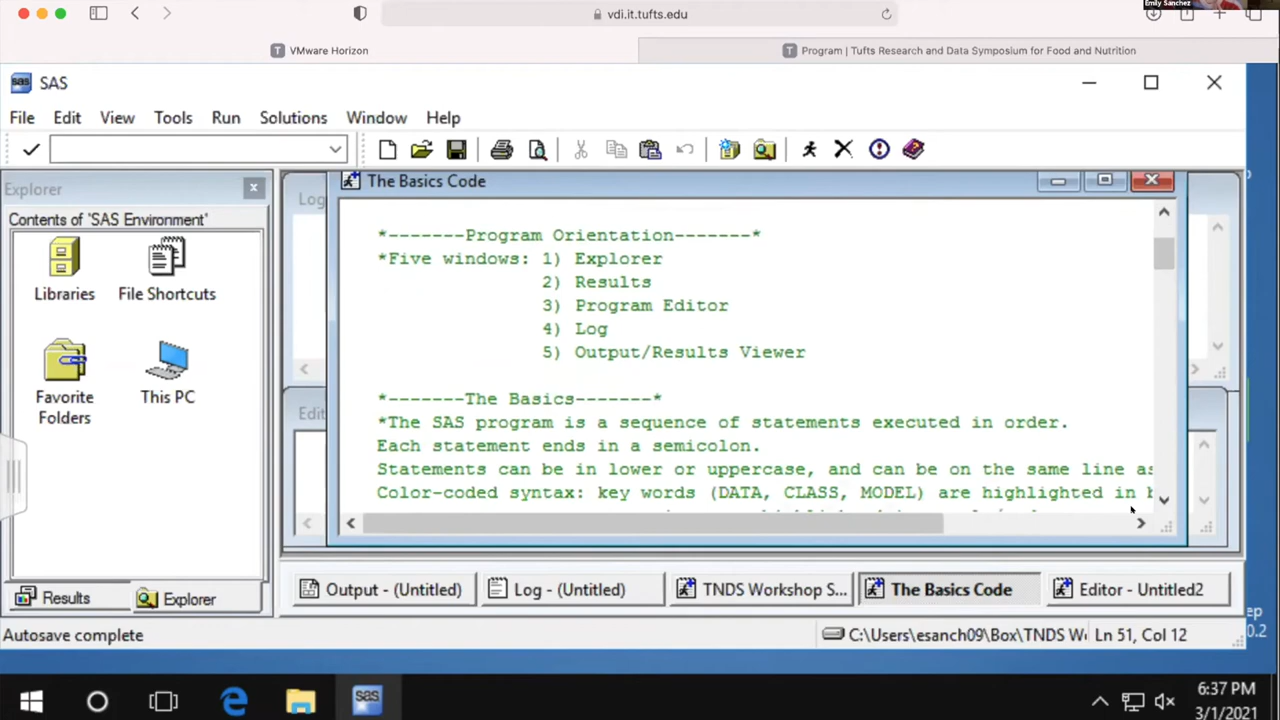 Emily Sanchez
vdi.it.tufts.edu
VMware Horizon
Program | Tufts Research and Data Symposium for Food and Nutrition
SAS
File Edit View Tools Run Solutions Window Help
Explorer
Contents of 'SAS Environment'
Libraries
File Shortcuts
Favorite Folders
This PC
Log
The Basics Code
*-------Program Orientation-------*
*Five windows: 1) Explorer
2) Results
3) Program Editor
4) Log
5) Output/Results Viewer
*-------The Basics-------*
*The SAS program is a sequence of statements executed in order.
Each statement ends in a semicolon.
Statements can be in lower or uppercase, and can be on the same line as
Color-coded syntax: key words (DATA, CLASS, MODEL) are highlighted in b
Edit
Results
Explorer
Output - (Untitled)
Log - (Untitled)
TNDS Workshop S...
The Basics Code
Editor - Untitled2
Autosave complete
C:\Users\esanch09\Box\TNDS W
Ln 51, Col 12
ep
0.2
sas
6:37 PM
3/1/2021